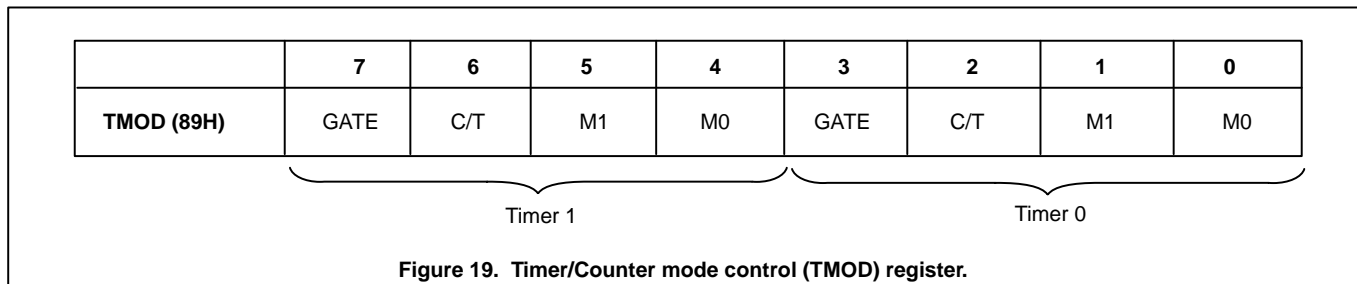 7 6 5 4 3 2 1 0
TMOD (89H) GATE C/T M1 M0 GATE C/T M1 M0
Timer 1 Timer 0
Figure 19. Timer/Counter mode control (TMOD) register.